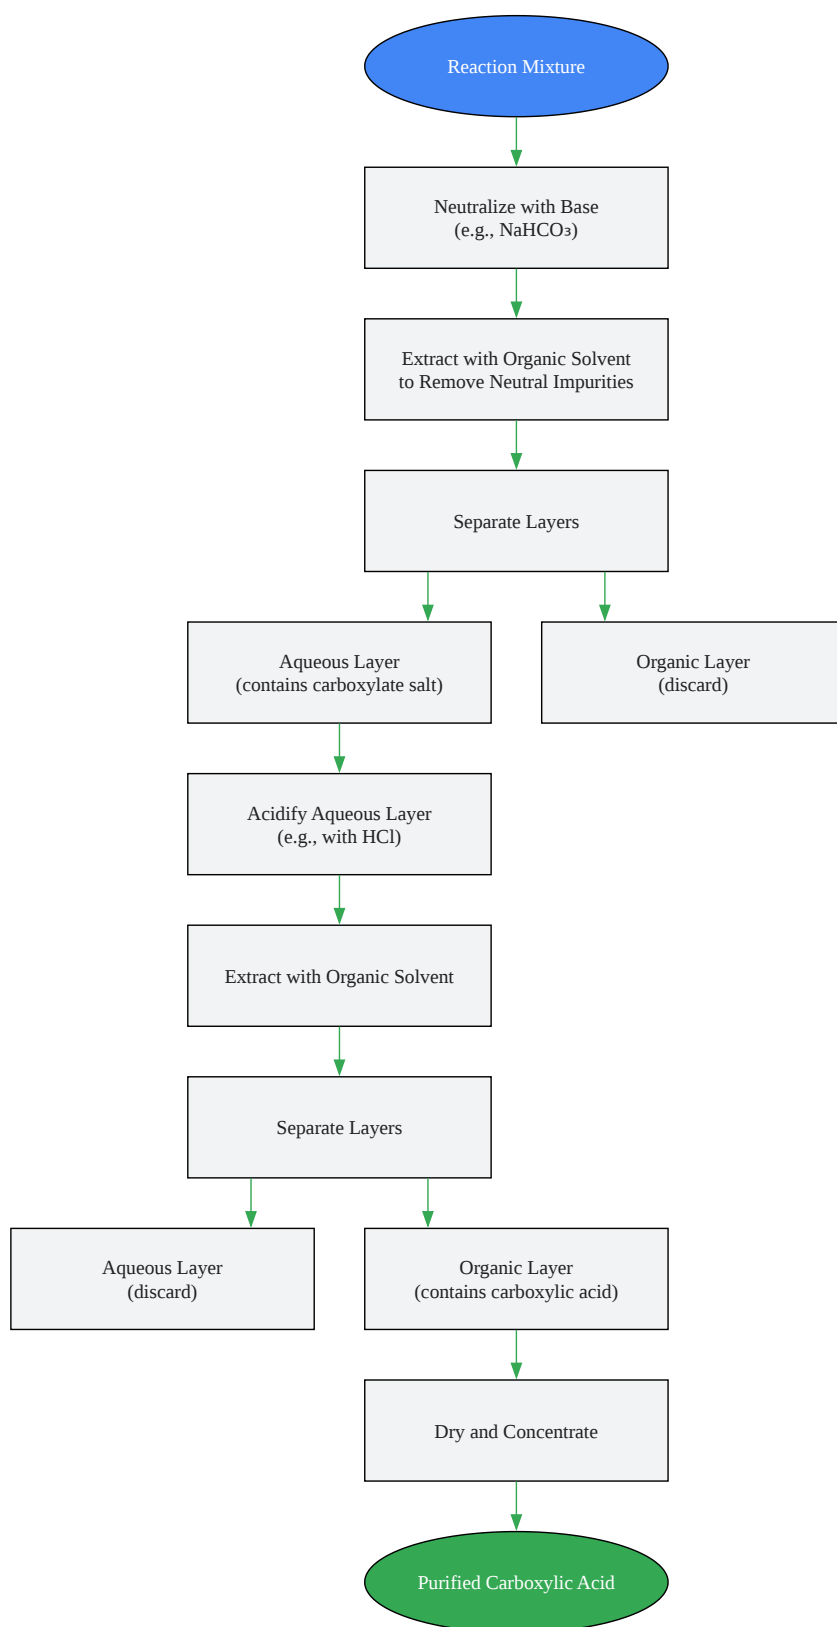 Reaction Mixture
Neutralize with Base
(e.g., NaHCO₃)
Extract with Organic Solvent
to Remove Neutral Impurities
Separate Layers
Aqueous Layer
(contains carboxylate salt)
Organic Layer
(discard)
Acidify Aqueous Layer
(e.g., with HCl)
Extract with Organic Solvent
Separate Layers
Aqueous Layer
(discard)
Organic Layer
(contains carboxylic acid)
Dry and Concentrate
Purified Carboxylic Acid